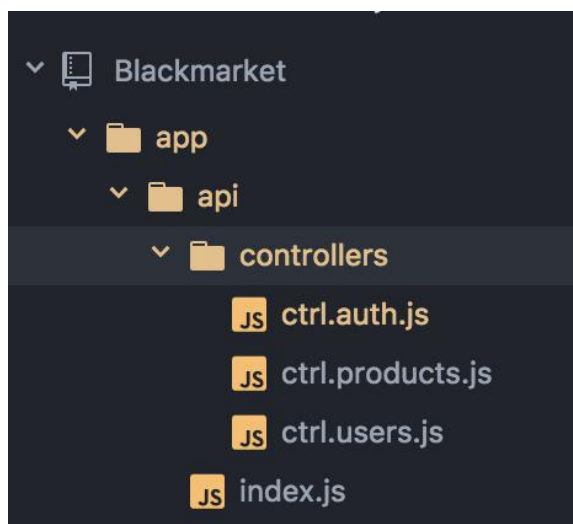 Blackmarket
app
api
controllers
JS ctrl.auth.js
JS ctrl.products.js
JS ctrl.users.js
JS index.js